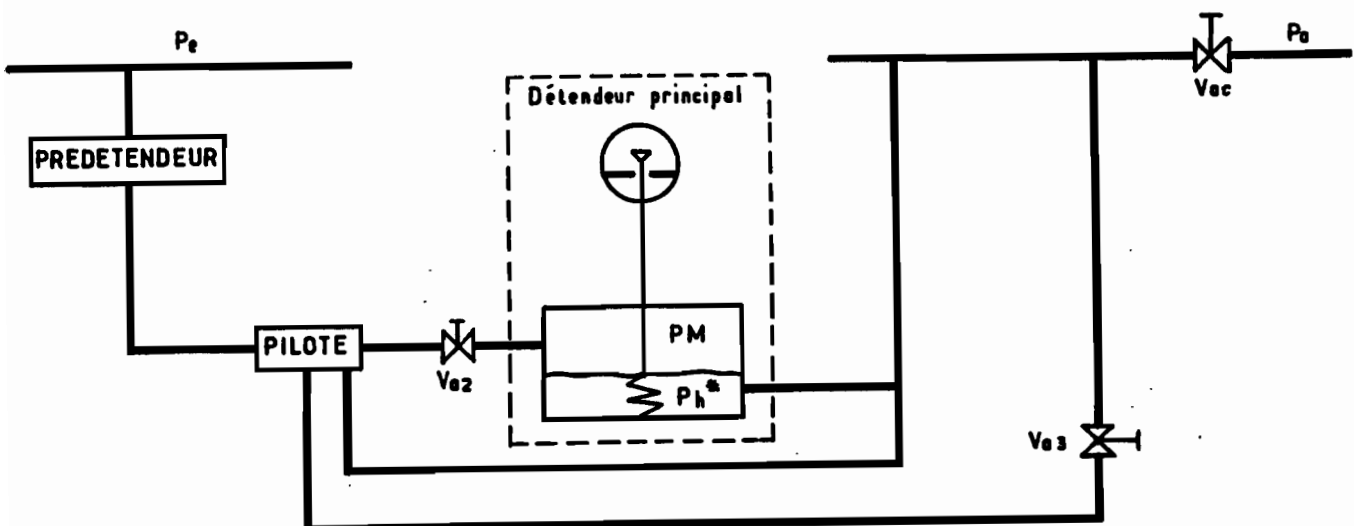 Pe
Pa
Vac
Détendeur principal
PREDETENDEUR
PILOTE
Va2
PM
Ph*
Va3